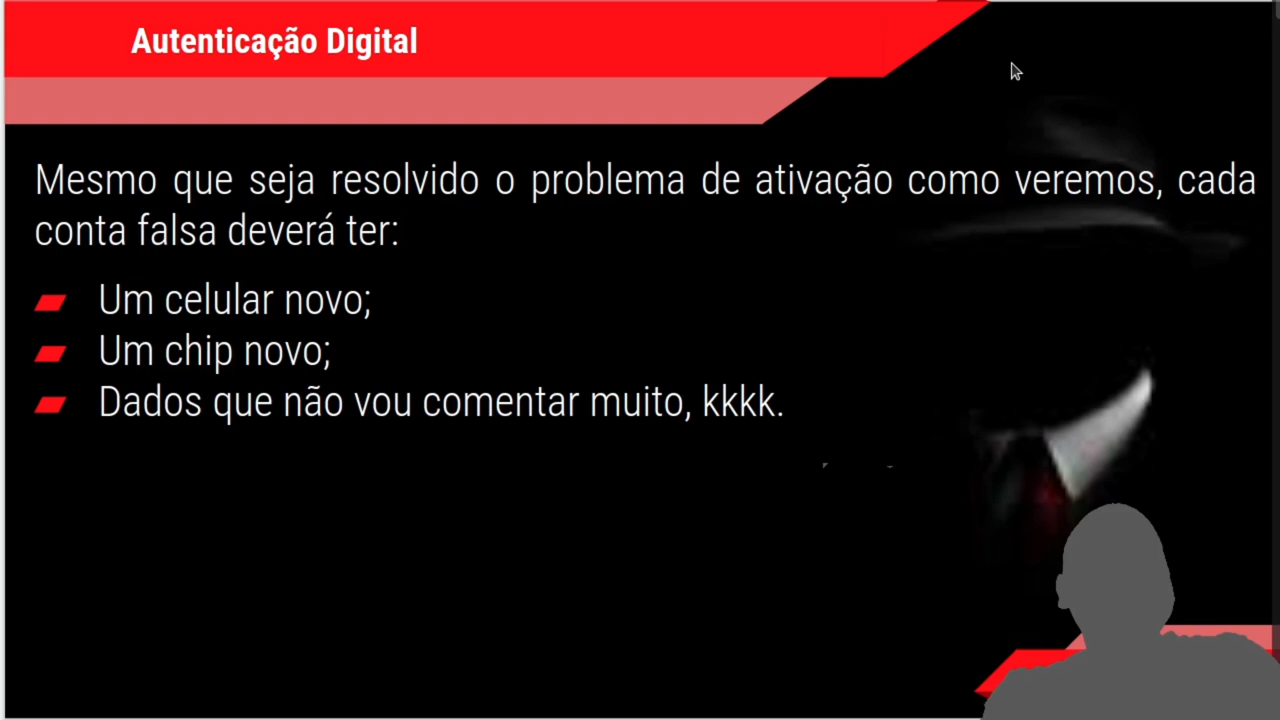 Autenticação Digital
Mesmo que seja resolvido o problema de ativação como veremos, cada
conta falsa deverá ter:
Um celular novo;
Um chip novo;
Dados que não vou comentar muito, kkkk.